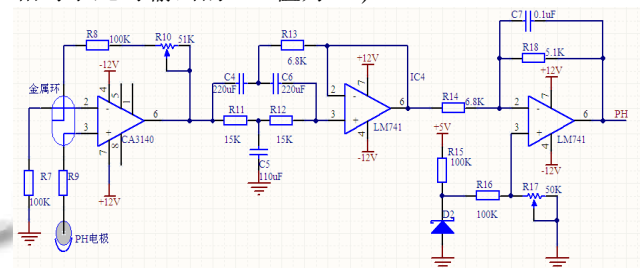 C7
0.1uF
R8
100K
R10
51K
R13
6.8K
R18
5.1K
-12V
+12V
+12V
金属环
C4
220uF
C6
220uF
IC4
R14
6.8K
PH
4
5
1
2
3
6
7
8
-
+
CA3140
R11
15K
R12
15K
2
3
7
6
4
-
+
LM741
-12V
2
3
7
6
4
-
+
LM741
-12V
+5V
R15
100K
C5
110uF
R7
100K
R9
+12V
PH电极
D2
R16
100K
R17
50K